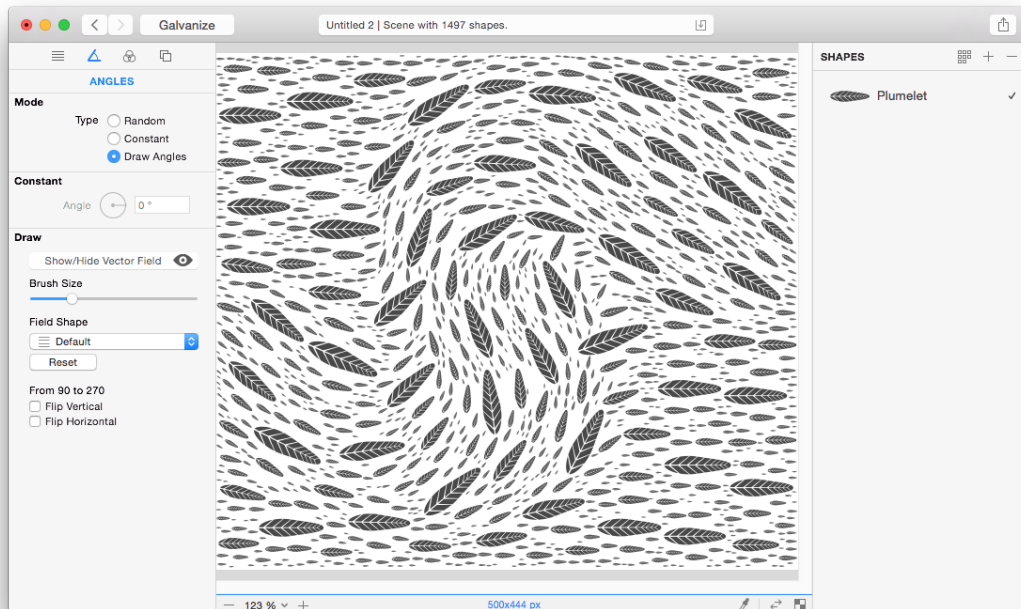 Galvanize
Untitled 2 | Scene with 1497 shapes.
ANGLES
Mode
Type
Random
Constant
Draw Angles
Constant
Angle
0 °
Draw
Show/Hide Vector Field
Brush Size
Field Shape
Default
Reset
From 90 to 270
Flip Vertical
Flip Horizontal
SHAPES
Plumelet
123 %
500x444 px